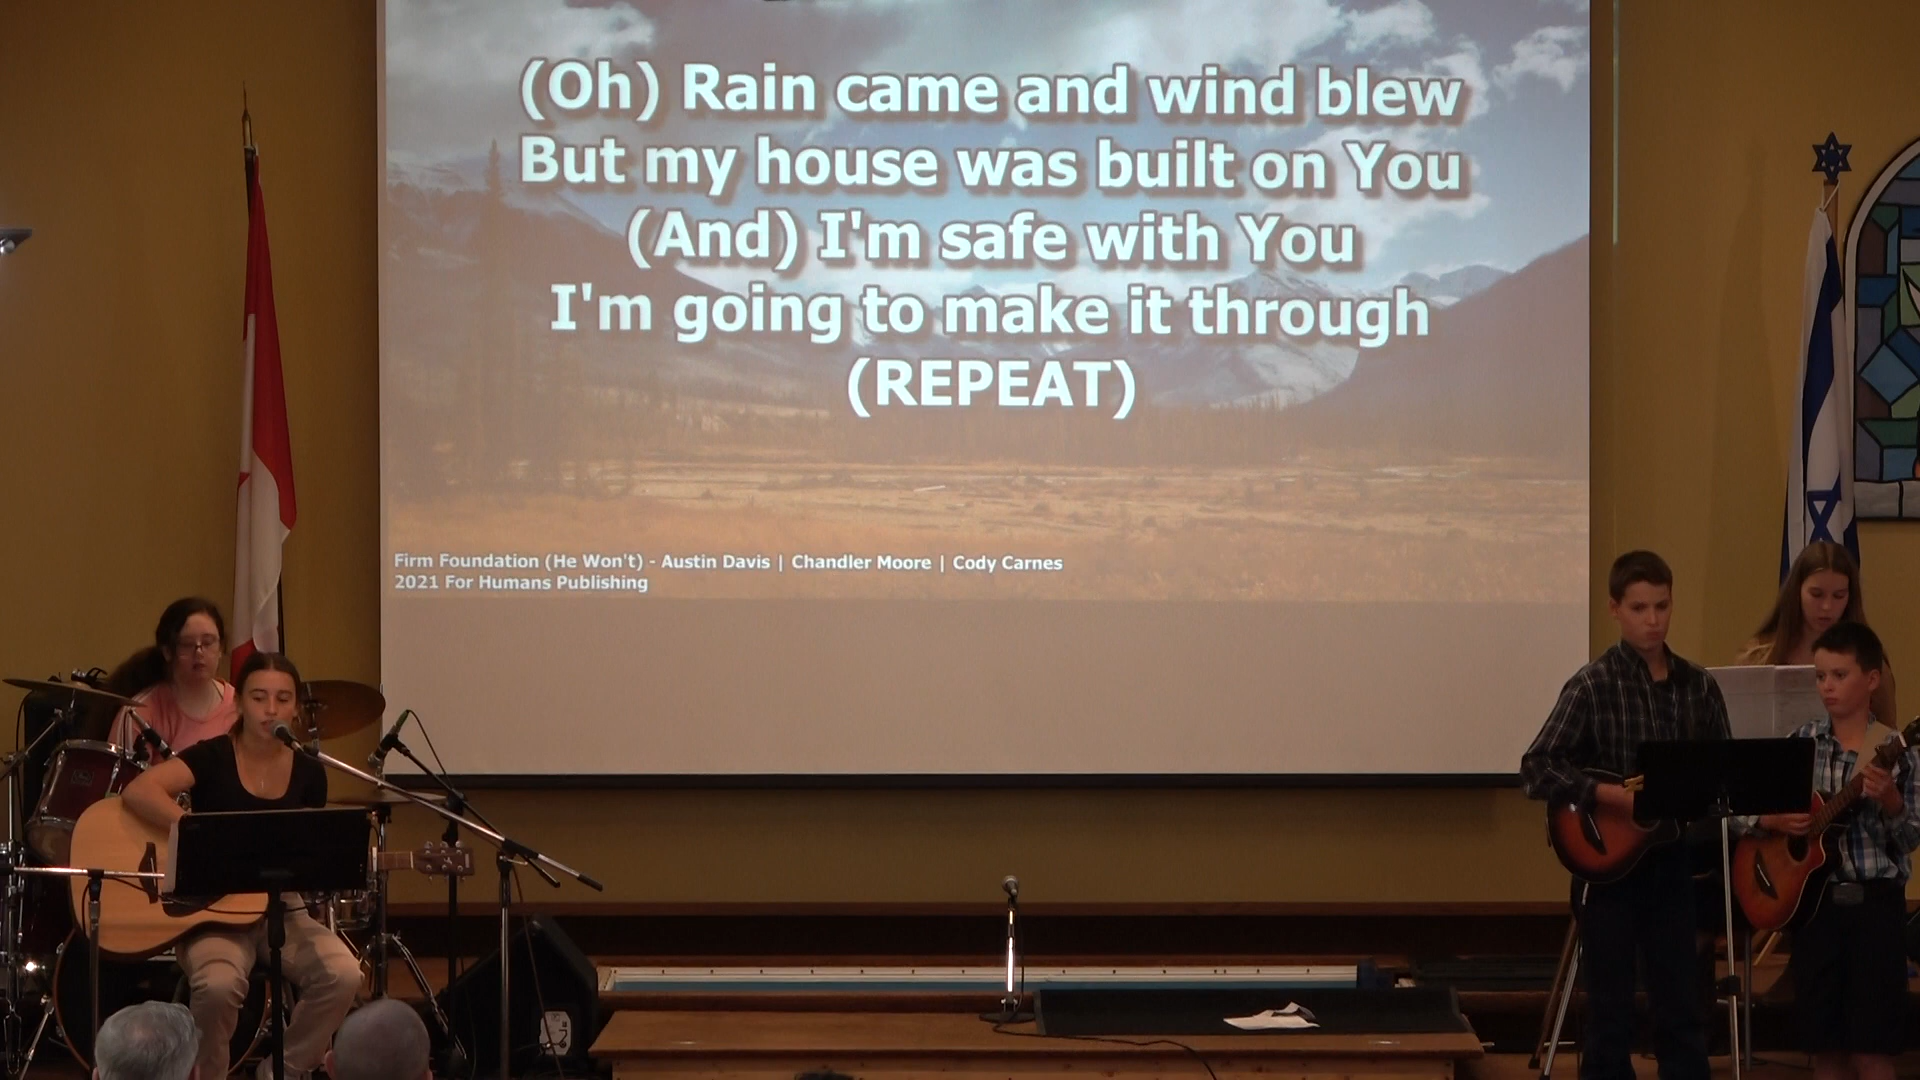 (Oh) Rain came and wind blew
But my house was built on You
(And) I'm safe with You
I'm going to make it through
(REPEAT)
Firm Foundation (He Won't) - Austin Davis | Chandler Moore | Cody Carnes
2021 For Humans Publishing